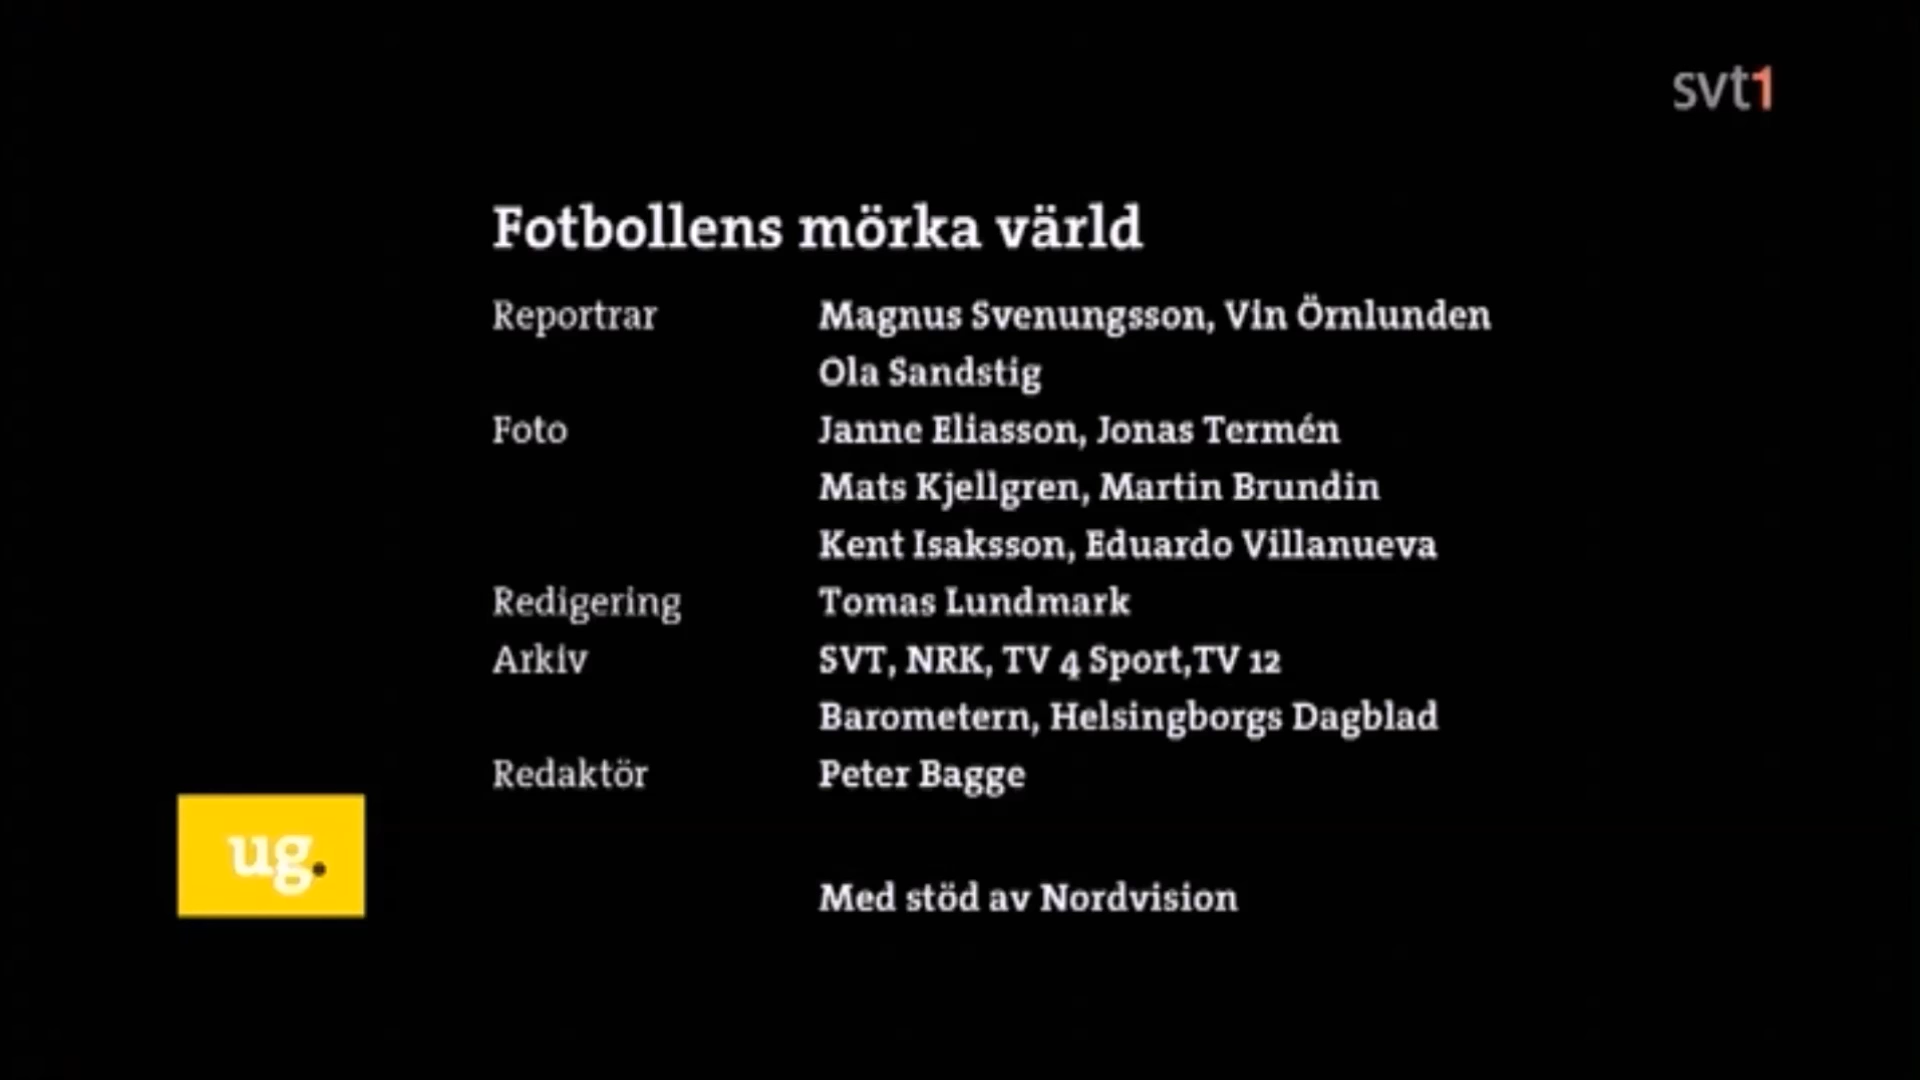 svt1
Fotbollens mörka värld
Reportrar Magnus Svenungsson, Vin Örnlunden
Ola Sandstig
Foto Janne Eliasson, Jonas Termén
Mats Kjellgren, Martin Brundin
Kent Isaksson, Eduardo Villanueva
Redigering Tomas Lundmark
Arkiv SVT, NRK, TV 4 Sport,TV 12
Barometern, Helsingborgs Dagblad
Redaktör Peter Bagge
ug.
Med stöd av Nordvision